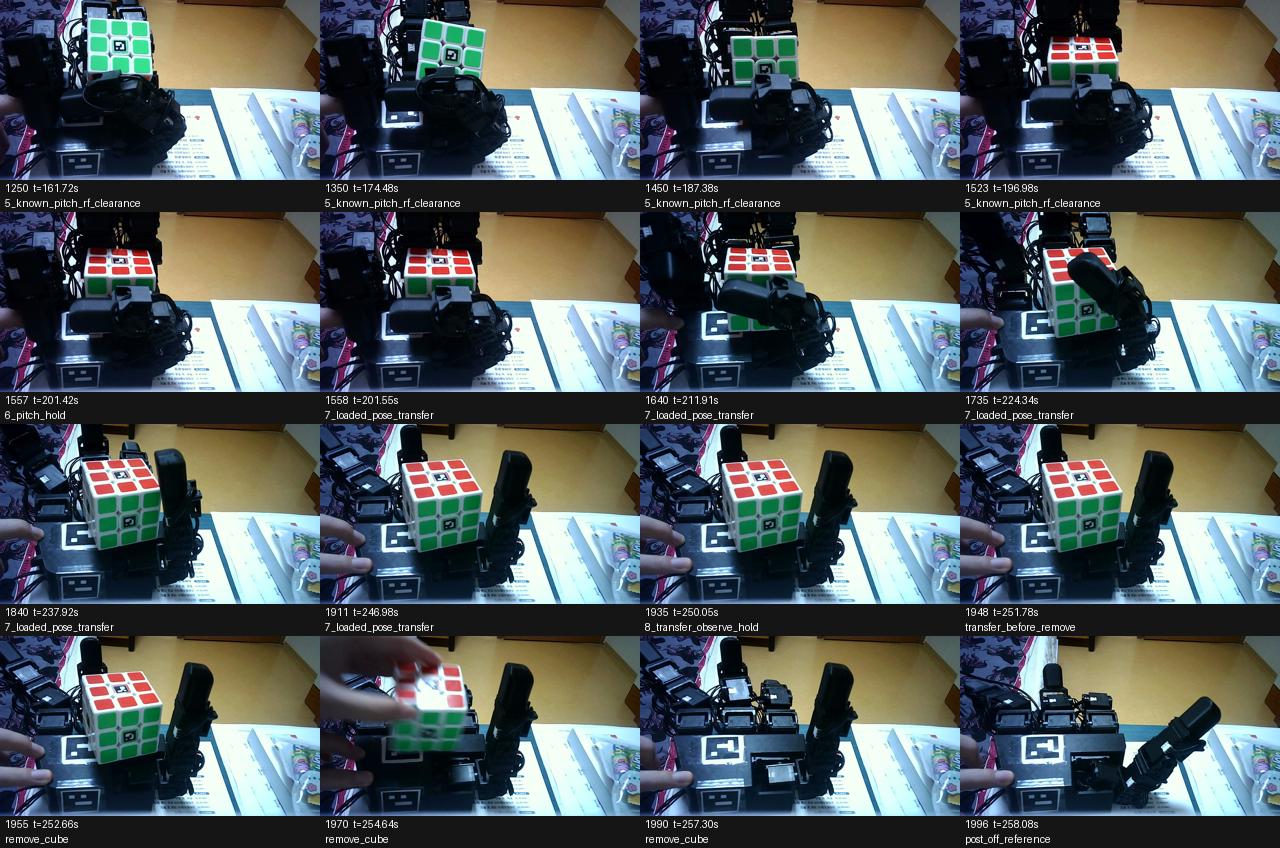 1250 t=161.72s
5_known_pitch_rf_clearance
1350 t=174.48s
5_known_pitch_rf_clearance
1450 t=187.38s
5_known_pitch_rf_clearance
1523 t=196.98s
5_known_pitch_rf_clearance
1557 t=201.42s
6_pitch_hold
1558 t=201.55s
7_loaded_pose_transfer
1640 t=211.91s
7_loaded_pose_transfer
1735 t=224.34s
7_loaded_pose_transfer
1840 t=237.92s
7_loaded_pose_transfer
1911 t=246.98s
7_loaded_pose_transfer
1935 t=250.05s
8_transfer_observe_hold
1948 t=251.78s
transfer_before_remove
1955 t=252.66s
remove_cube
1970 t=254.64s
remove_cube
1990 t=257.30s
remove_cube
1996 t=258.08s
post_off_reference